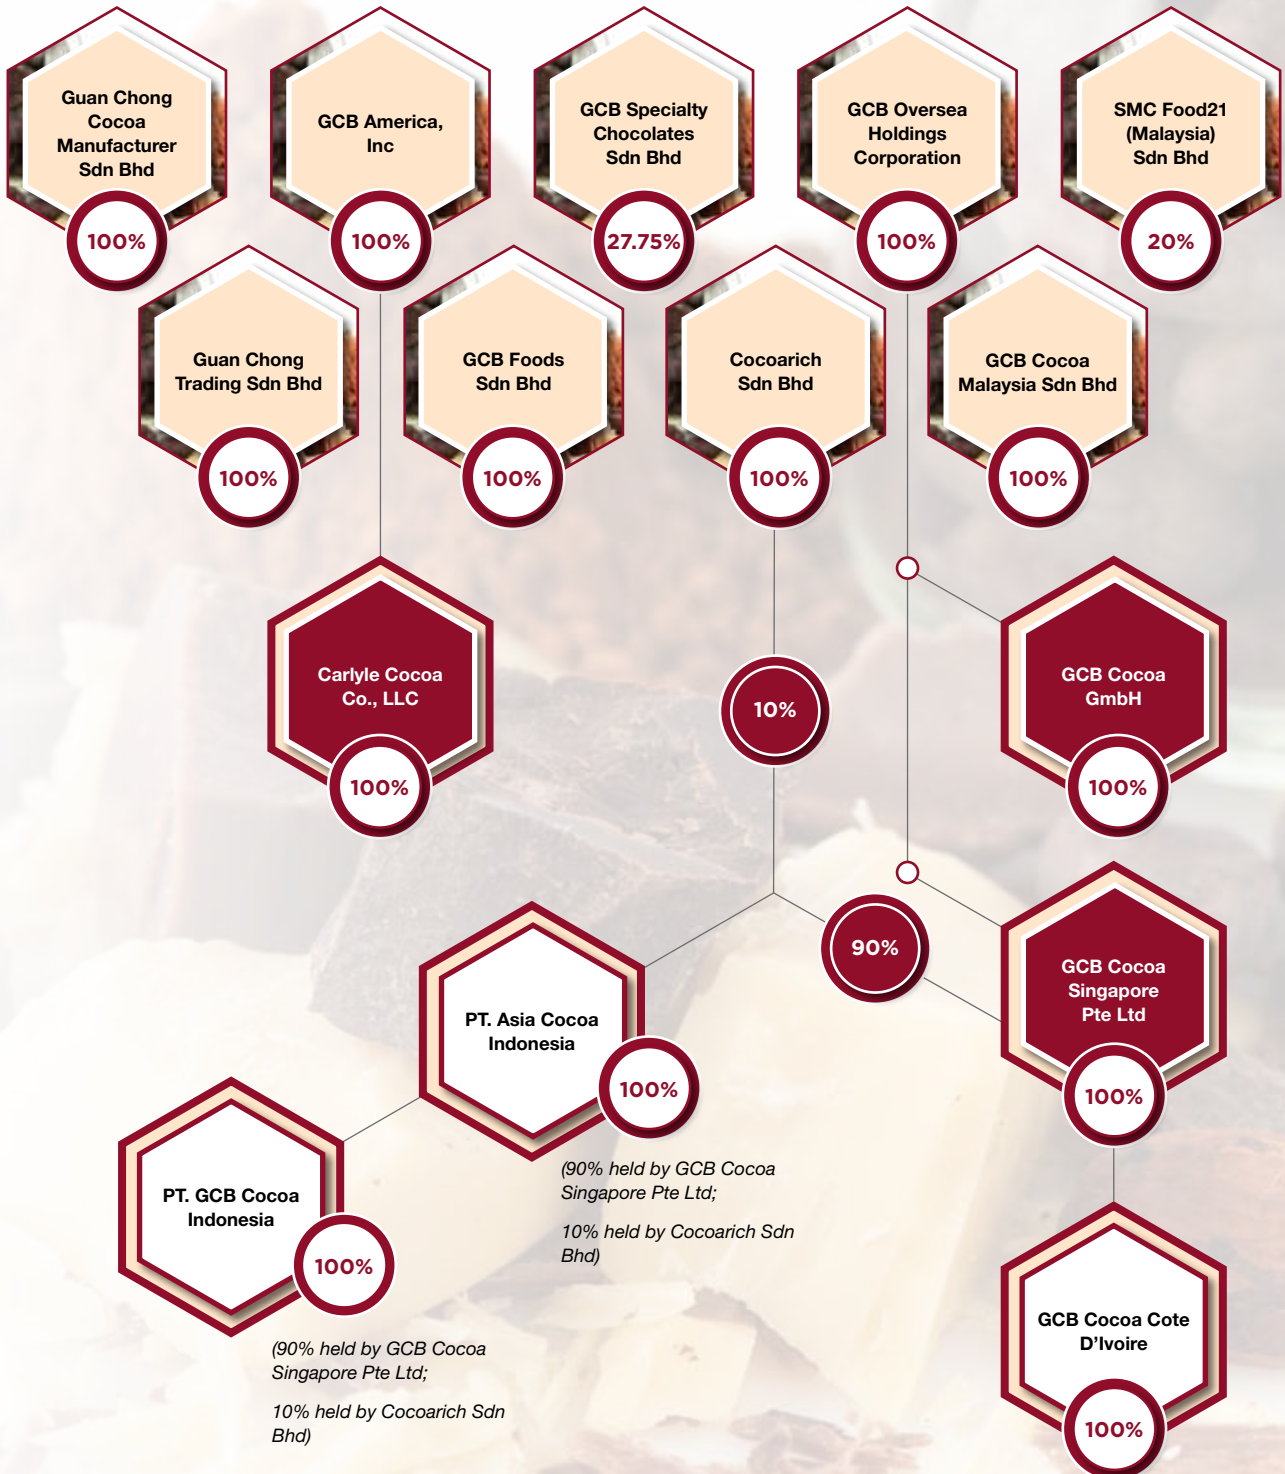 Guan Chong
Cocoa
Manufacturer
Sdn Bhd
100%
GCB America,
Inc
100%
GCB Specialty
Chocolates
Sdn Bhd
27.75%
GCB Oversea
Holdings
Corporation
100%
SMC Food21
(Malaysia)
Sdn Bhd
20%
Guan Chong
Trading Sdn Bhd
100%
GCB Foods
Sdn Bhd
100%
Cocoarich
Sdn Bhd
100%
GCB Cocoa
Malaysia Sdn Bhd
100%
Carlyle Cocoa
Co., LLC
100%
10%
GCB Cocoa
GmbH
100%
90%
GCB Cocoa
Singapore
Pte Ltd
100%
PT. Asia Cocoa
Indonesia
100%
(90% held by GCB Cocoa
Singapore Pte Ltd;
10% held by Cocoarich Sdn
Bhd)
PT. GCB Cocoa
Indonesia
100%
(90% held by GCB Cocoa
Singapore Pte Ltd;
10% held by Cocoarich Sdn
Bhd)
GCB Cocoa Cote
D’Ivoire
100%